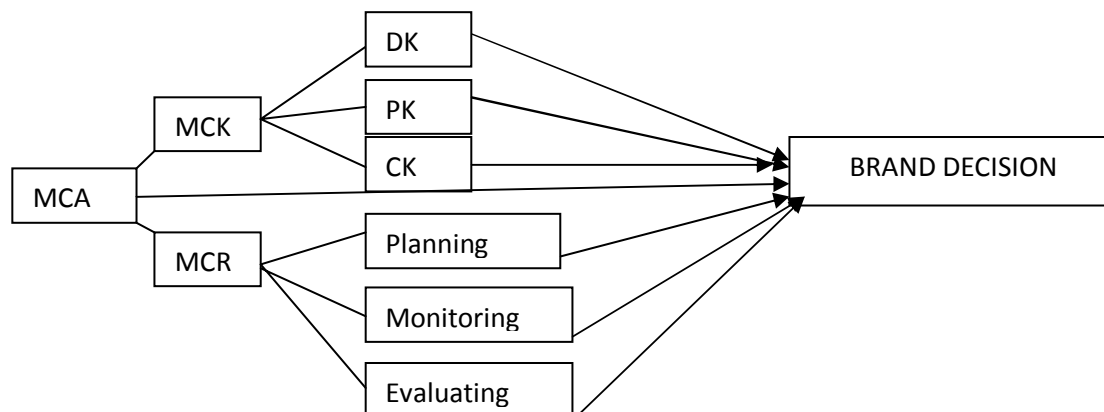 DK
PK
MCK
CK
BRAND DECISION
MCA
Planning
MCR
Monitoring
Evaluating